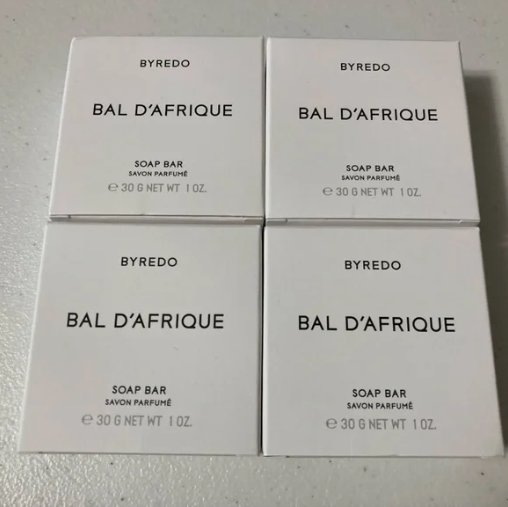 BYREDO
BAL D'AFRIQUE
SOAP BAR
SAVON PARFUMÉ
℮ 30 G NET WT 1 OZ.
BYREDO
BAL D'AFRIQUE
SOAP BAR
SAVON PARFUMÉ
℮ 30 G NET WT 1 OZ.
BYREDO
BAL D'AFRIQUE
SOAP BAR
SAVON PARFUMÉ
℮ 30 G NET WT 1 OZ.
BYREDO
BAL D'AFRIQUE
SOAP BAR
SAVON PARFUMÉ
℮ 30 G NET WT 1 OZ.